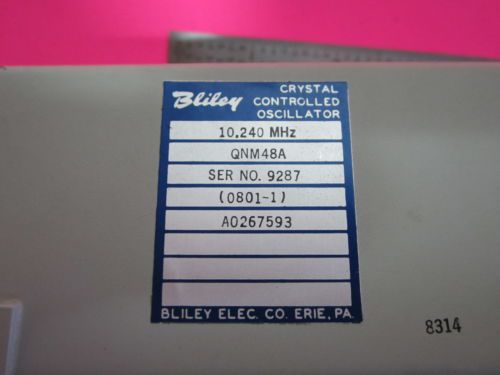 Bliley
CRYSTAL
CONTROLLED
OSCILLATOR
10.240 MHz
QNM48A
SER NO. 9287
(0801-1)
A0267593
BLILEY ELEC. CO. ERIE, PA.
8314